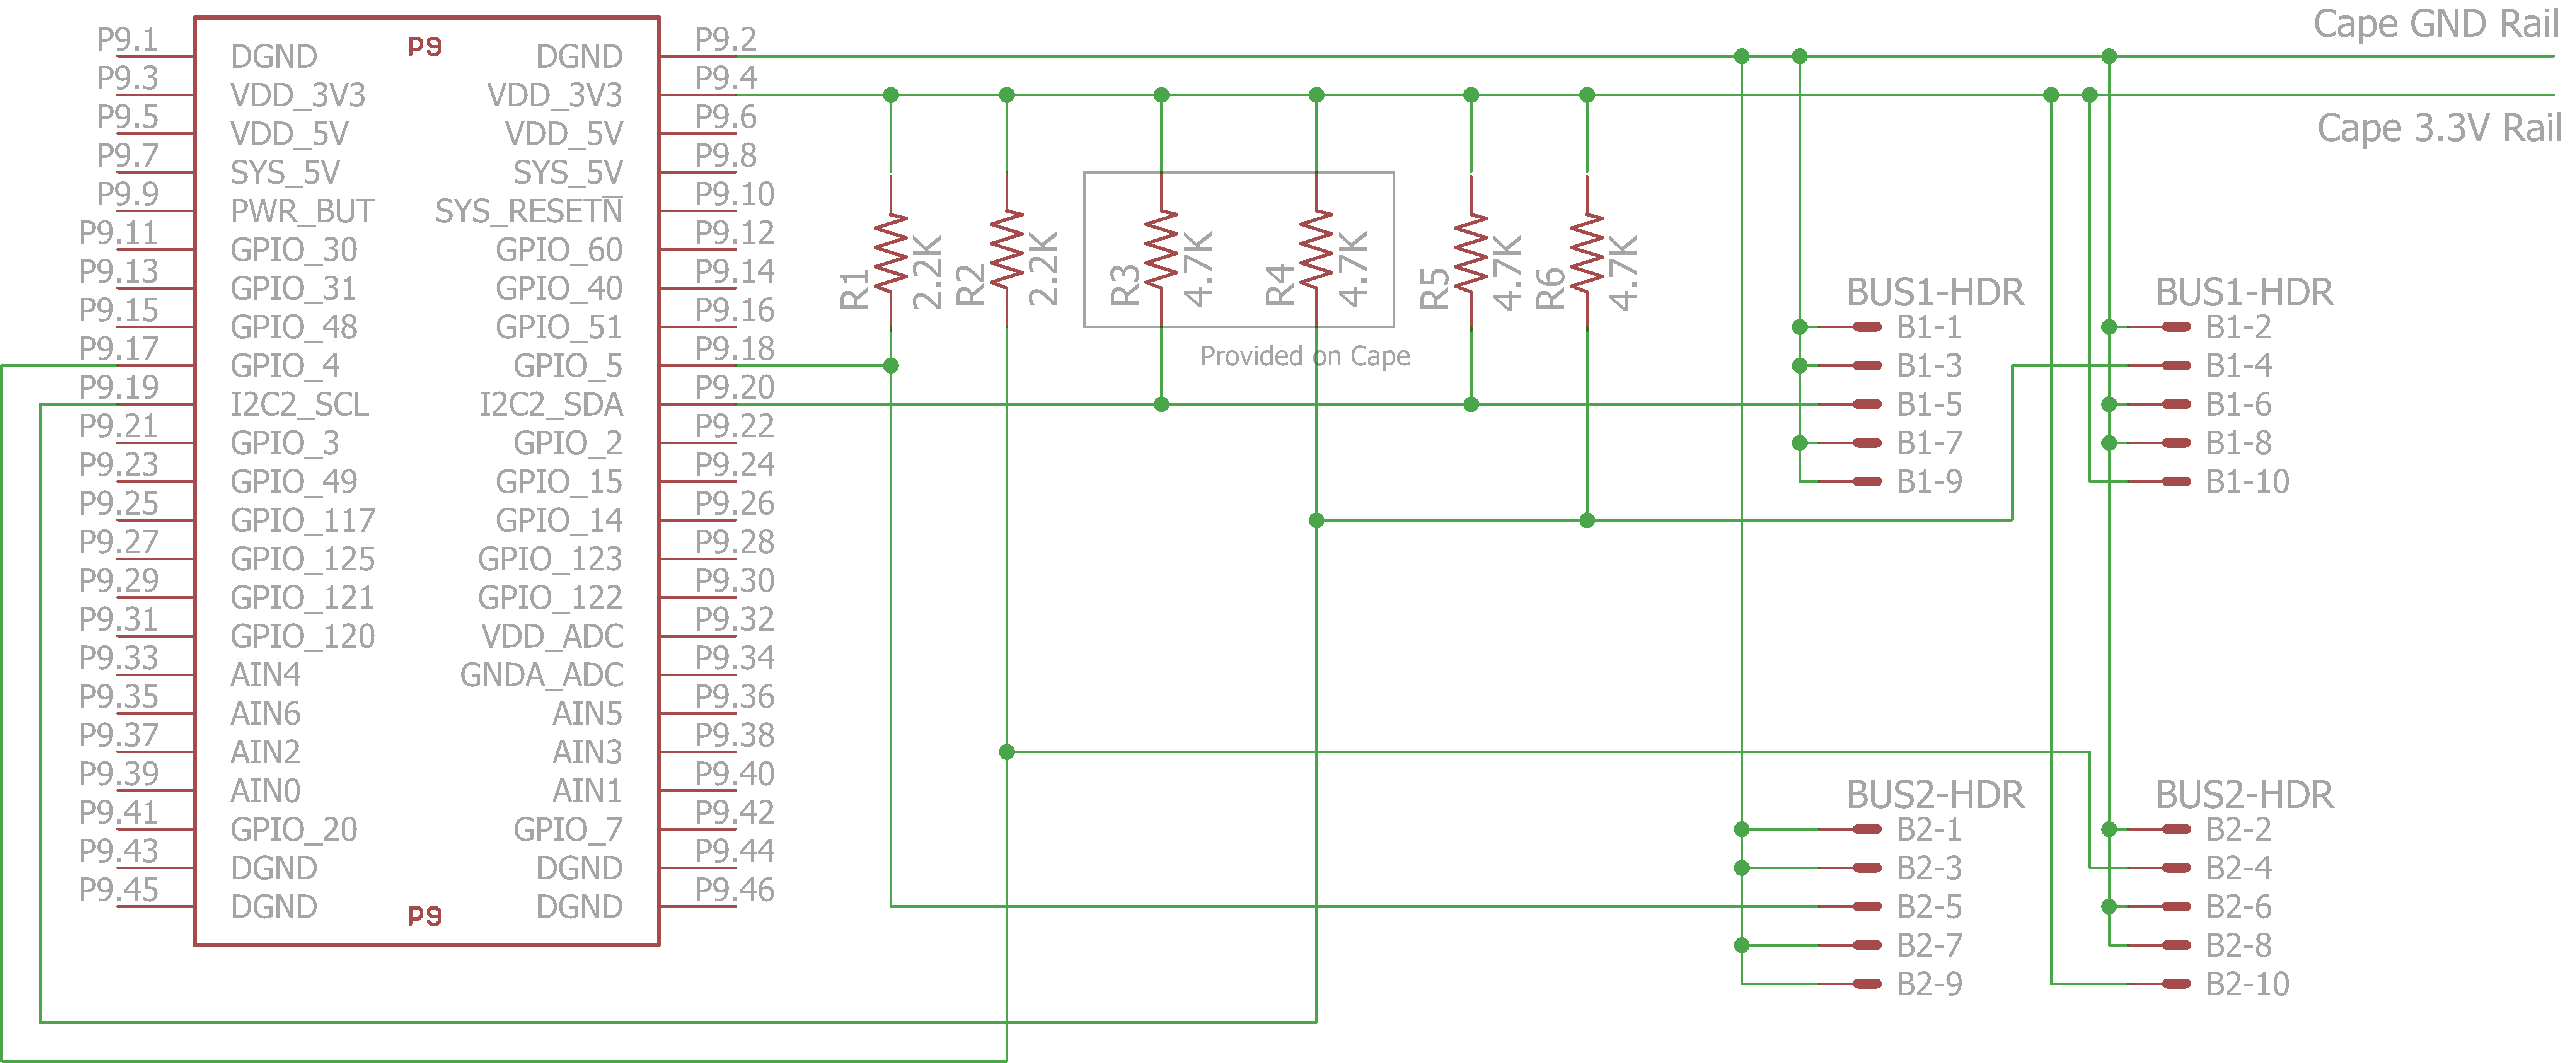 Cape GND Rail
Cape 3.3V Rail
P9
P9.1 DGND DGND P9.2
P9.3 VDD_3V3 VDD_3V3 P9.4
P9.5 VDD_5V VDD_5V P9.6
P9.7 SYS_5V SYS_5V P9.8
P9.9 PWR_BUT SYS_RESETN̅ P9.10
P9.11 GPIO_30 GPIO_60 P9.12
P9.13 GPIO_31 GPIO_40 P9.14
P9.15 GPIO_48 GPIO_51 P9.16
P9.17 GPIO_4 GPIO_5 P9.18
P9.19 I2C2_SCL I2C2_SDA P9.20
P9.21 GPIO_3 GPIO_2 P9.22
P9.23 GPIO_49 GPIO_15 P9.24
P9.25 GPIO_117 GPIO_14 P9.26
P9.27 GPIO_125 GPIO_123 P9.28
P9.29 GPIO_121 GPIO_122 P9.30
P9.31 GPIO_120 VDD_ADC P9.32
P9.33 AIN4 GNDA_ADC P9.34
P9.35 AIN6 AIN5 P9.36
P9.37 AIN2 AIN3 P9.38
P9.39 AIN0 AIN1 P9.40
P9.41 GPIO_20 GPIO_7 P9.42
P9.43 DGND DGND P9.44
P9.45 DGND DGND P9.46
P9
R1 2.2K
R2 2.2K
R3 4.7K
R4 4.7K
R5 4.7K
R6 4.7K
Provided on Cape
BUS1-HDR BUS1-HDR
B1-1 B1-2
B1-3 B1-4
B1-5 B1-6
B1-7 B1-8
B1-9 B1-10
BUS2-HDR BUS2-HDR
B2-1 B2-2
B2-3 B2-4
B2-5 B2-6
B2-7 B2-8
B2-9 B2-10